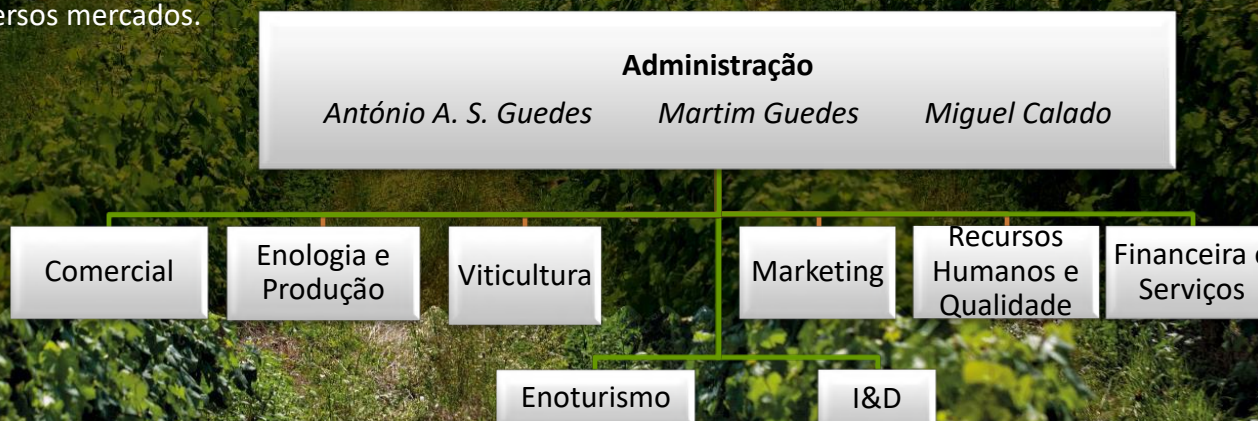 ersos mercados.
Administração
António A. S. Guedes Martim Guedes Miguel Calado
Comercial
Enologia e
Produção
Viticultura
Marketing
Recursos
Humanos e
Qualidade
Financeira e
Serviços
Enoturismo
I&D